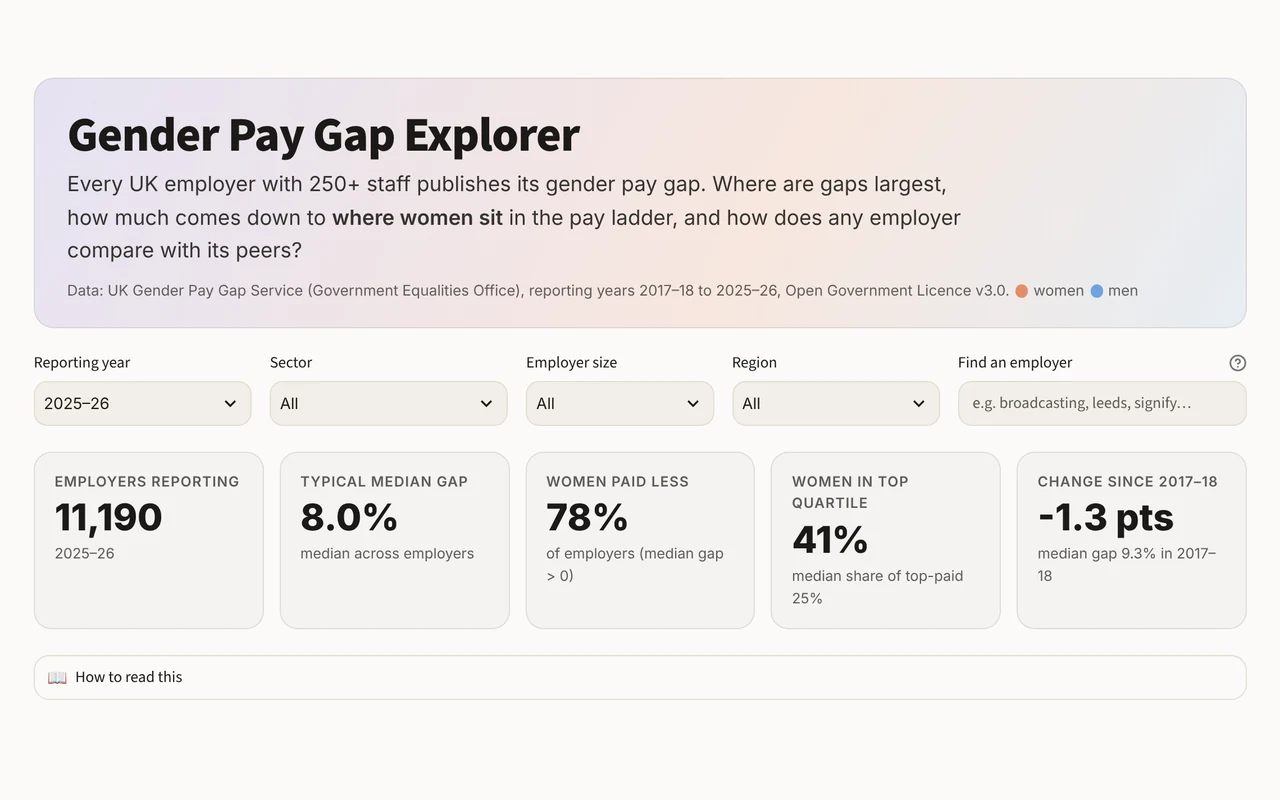 Gender Pay Gap Explorer
Every UK employer with 250+ staff publishes its gender pay gap. Where are gaps largest,
how much comes down to where women sit in the pay ladder, and how does any employer
compare with its peers?
Data: UK Gender Pay Gap Service (Government Equalities Office), reporting years 2017–18 to 2025–26, Open Government Licence v3.0. women men
Reporting year
Sector
Employer size
Region
Find an employer
2025–26
All
All
All
e.g. broadcasting, leeds, signify…
EMPLOYERS REPORTING
11,190
2025–26
TYPICAL MEDIAN GAP
8.0%
median across employers
WOMEN PAID LESS
78%
of employers (median gap
> 0)
WOMEN IN TOP
QUARTILE
41%
median share of top-paid
25%
CHANGE SINCE 2017–18
-1.3 pts
median gap 9.3% in 2017–
18
How to read this